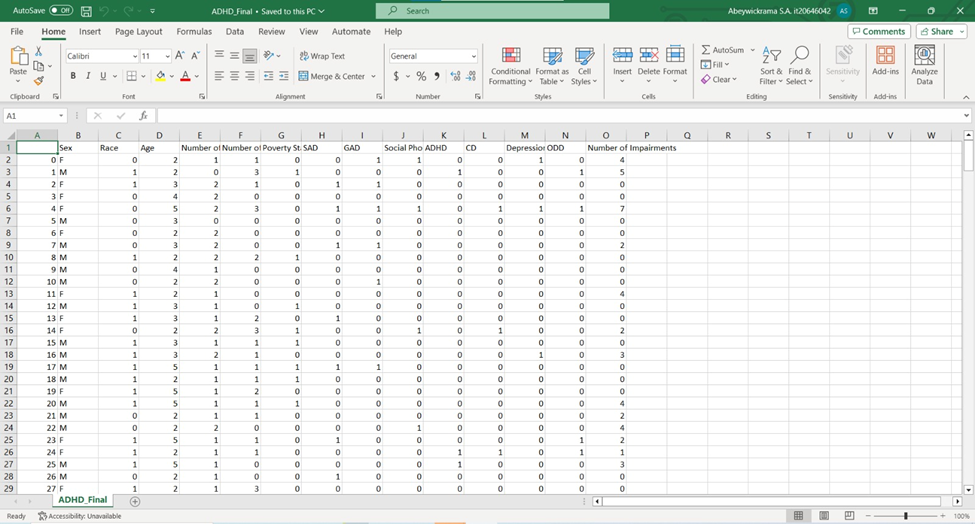 AutoSave Off ADHD_Final • Saved to this PC Search Abeywickrama S.A. it20646042 AS
File Home Insert Page Layout Formulas Data Review View Automate Help Comments Share
Paste Calibri 11 A A Wrap Text General Conditional Formatting Format as Table Cell Styles Insert Delete Format AutoSum Fill Clear Sort & Filter Find & Select Sensitivity Add-ins Analyze Data
B I U A Merge & Center $ % 9
Clipboard Font Alignment Number Styles Cells Editing Sensitivity Add-ins
A1 fx
A B C D E F G H I J K L M N O P Q R S T U V W
1 Sex Race Age Number of Number of Poverty St SAD GAD Social Pho ADHD CD Depression ODD Number of Impairments
2 0 F 0 2 1 1 0 0 1 1 0 0 1 0 4
3 1 M 1 2 0 3 1 0 0 0 1 0 0 1 5
4 2 F 1 3 2 1 0 1 1 0 0 0 0 0 0
5 3 F 0 4 2 0 0 0 0 0 0 0 0 0 0
6 4 F 0 5 2 3 0 1 1 1 0 1 1 1 7
7 5 M 0 3 0 0 0 0 0 0 0 0 0 0 0
8 6 F 0 2 2 0 0 0 0 0 0 0 0 0 0
9 7 M 0 3 2 0 0 1 1 0 0 0 0 0 2
10 8 M 1 2 2 2 1 0 0 0 0 0 0 0 0
11 9 M 0 4 1 0 0 0 0 0 0 0 0 0 0
12 10 M 0 2 2 0 0 0 1 0 0 0 0 0 0
13 11 F 1 2 1 0 0 0 0 0 0 0 0 0 4
14 12 M 1 3 1 0 1 0 0 0 0 0 0 0 0
15 13 F 1 3 1 2 0 1 0 0 0 0 0 0 0
16 14 F 0 2 2 3 1 0 0 1 0 1 0 0 2
17 15 M 1 3 1 1 1 0 0 0 0 0 0 0 0
18 16 M 1 3 2 1 0 0 0 0 0 0 1 0 3
19 17 M 1 5 1 1 1 1 1 0 0 0 0 0 0
20 18 M 1 2 1 1 1 0 0 0 0 0 0 0 0
21 19 F 1 5 1 2 0 0 0 0 0 0 0 0 0
22 20 M 1 5 1 1 1 0 0 0 0 0 0 0 4
23 21 M 0 2 1 1 0 0 0 0 0 0 0 0 2
24 22 M 0 2 2 0 0 0 0 1 0 0 0 0 4
25 23 F 1 5 1 1 0 1 0 0 0 0 0 1 2
26 24 F 1 2 1 1 0 0 0 0 1 1 0 1 1
27 25 M 1 5 1 0 0 0 0 0 1 0 0 0 3
28 26 M 0 2 1 0 0 1 0 0 0 0 0 0 0
29 27 F 1 2 1 3 0 0 0 0 0 0 0 0 0
ADHD_Final
Ready Accessibility: Unavailable 100%